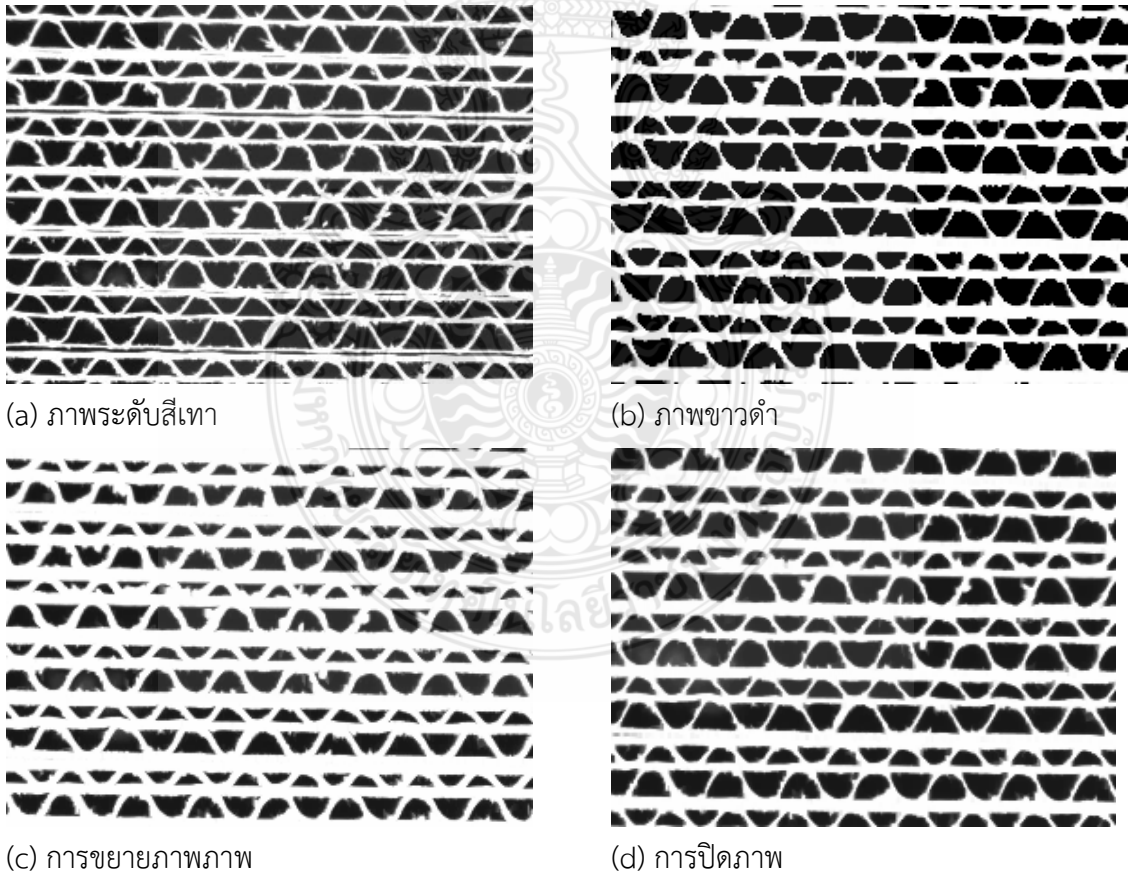 (a) ภาพระดับสีเทา
(b) ภาพขาวดำ
(c) การขยายภาพภาพ
(d) การปิดภาพ